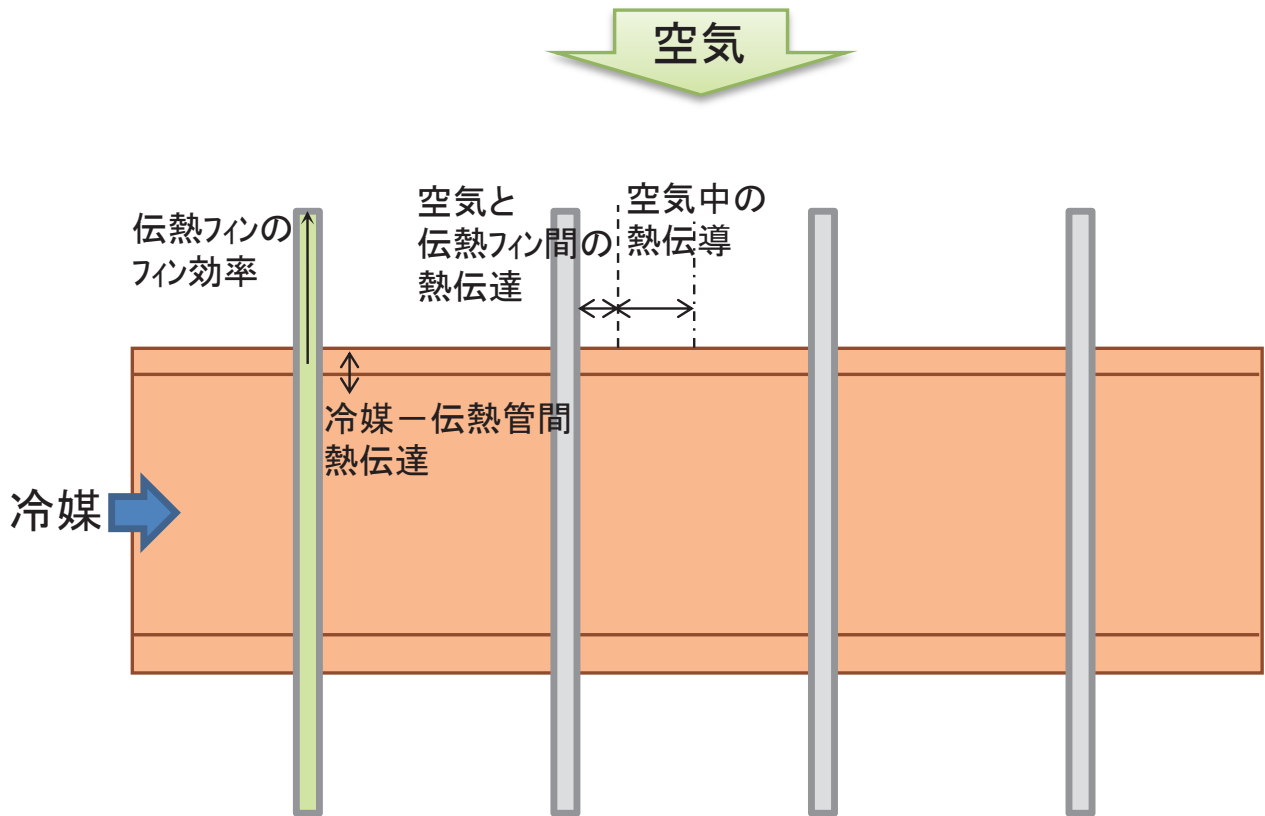 空気
伝熱フィンの
フィン効率
空気と
伝熱フィン間の
熱伝達
空気中の
熱伝導
冷媒－伝熱管間
熱伝達
冷媒